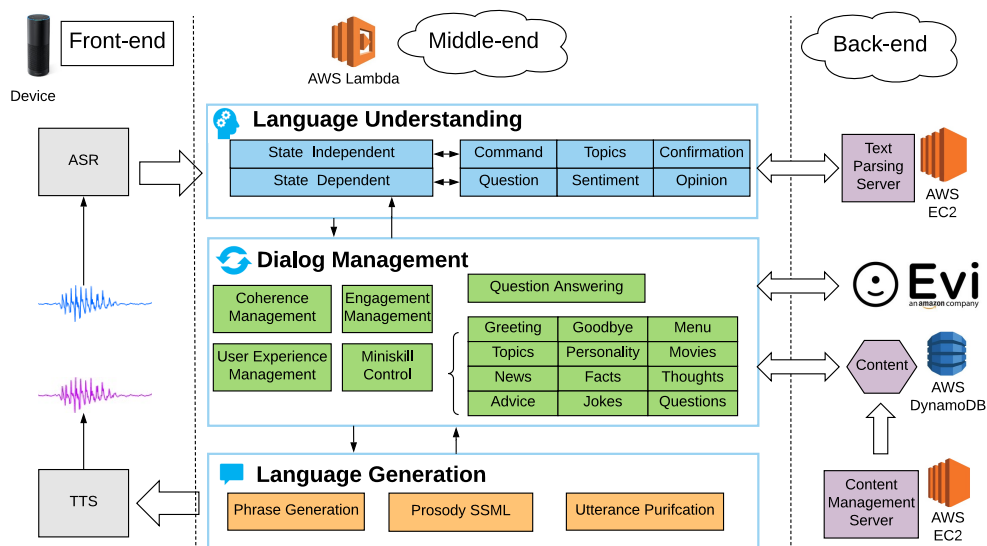 Front-end
Device
AWS Lambda
Middle-end
Back-end
ASR
TTS
Language Understanding
State Independent
State Dependent
Command
Topics
Confirmation
Question
Sentiment
Opinion
Text
Parsing
Server
AWS
EC2
Dialog Management
Coherence
Management
Engagement
Management
User Experience
Management
Miniskill
Control
Question Answering
Greeting
Goodbye
Menu
Topics
Personality
Movies
News
Facts
Thoughts
Advice
Jokes
Questions
Evi
an amazon company
Content
AWS
DynamoDB
Language Generation
Phrase Generation
Prosody SSML
Utterance Purifcation
Content
Management
Server
AWS
EC2